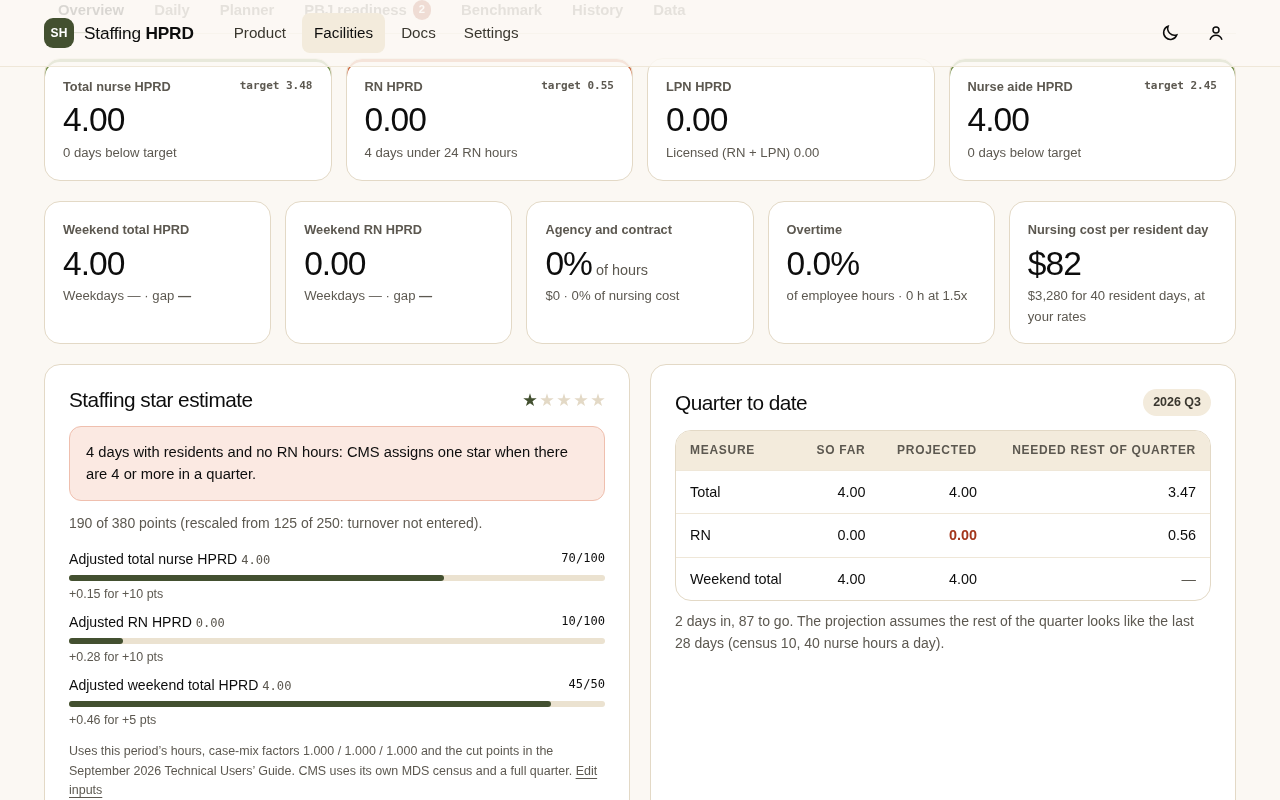 Overview Daily Planner PBJ readiness 2 Benchmark History Data
SH Staffing HPRD Product Facilities Docs Settings
Total nurse HPRD target 3.48
4.00
0 days below target
RN HPRD target 0.55
0.00
4 days under 24 RN hours
LPN HPRD
0.00
Licensed (RN + LPN) 0.00
Nurse aide HPRD target 2.45
4.00
0 days below target
Weekend total HPRD
4.00
Weekdays — · gap —
Weekend RN HPRD
0.00
Weekdays — · gap —
Agency and contract
0% of hours
$0 · 0% of nursing cost
Overtime
0.0%
of employee hours · 0 h at 1.5x
Nursing cost per resident day
$82
$3,280 for 40 resident days, at
your rates
Staffing star estimate ★★★★★
4 days with residents and no RN hours: CMS assigns one star when there
are 4 or more in a quarter.
190 of 380 points (rescaled from 125 of 250: turnover not entered).
Adjusted total nurse HPRD 4.00 70/100
+0.15 for +10 pts
Adjusted RN HPRD 0.00 10/100
+0.28 for +10 pts
Adjusted weekend total HPRD 4.00 45/50
+0.46 for +5 pts
Uses this period’s hours, case-mix factors 1.000 / 1.000 / 1.000 and the cut points in the
September 2026 Technical Users’ Guide. CMS uses its own MDS census and a full quarter. Edit
inputs
Quarter to date 2026 Q3
MEASURE SO FAR PROJECTED NEEDED REST OF QUARTER
Total 4.00 4.00 3.47
RN 0.00 0.00 0.56
Weekend total 4.00 4.00 —
2 days in, 87 to go. The projection assumes the rest of the quarter looks like the last
28 days (census 10, 40 nurse hours a day).